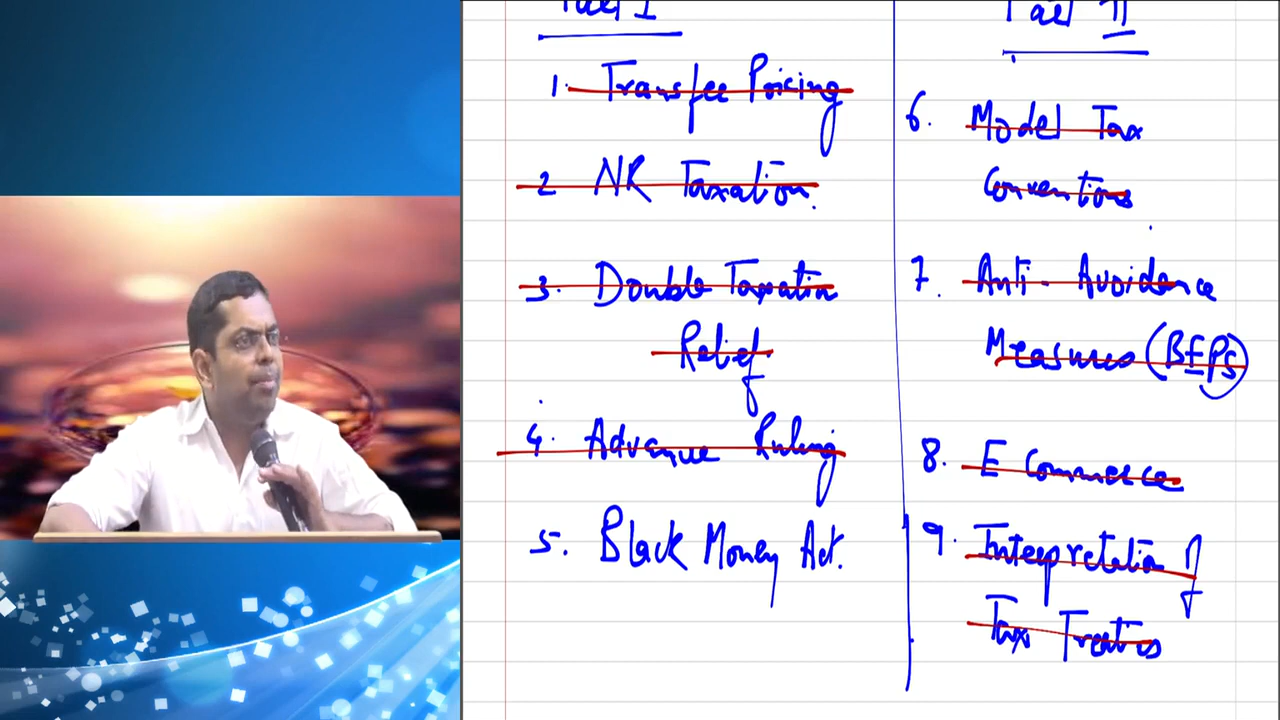 Part I
1. Transfer Pricing
2 NR Taxation.
3. Double Taxation
Relief
4. Advance Ruling
5. Black Money Act.
Part II
6. Model Tax
Conventions
7. Anti - Avoidance
Measures (BEPS)
8. E Commerce
9. Interpretation of
Tax Treaties